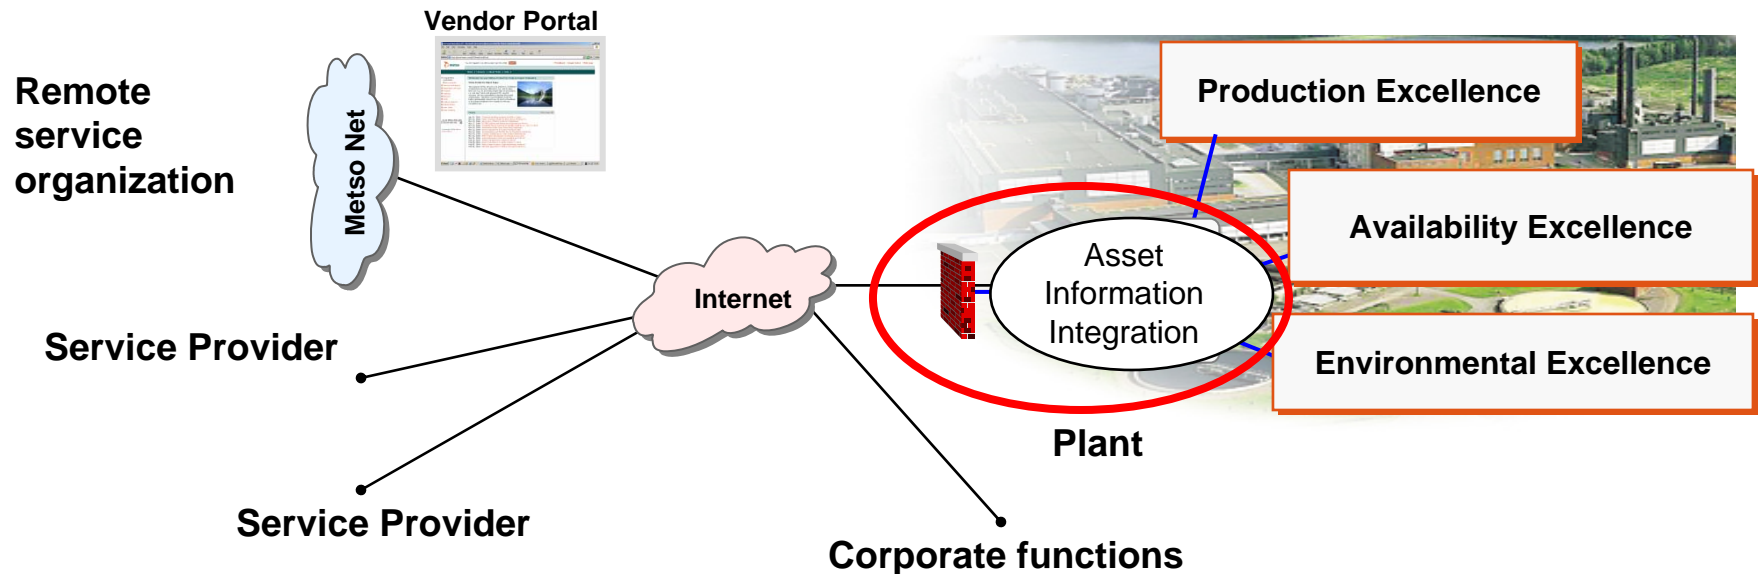 Vendor Portal
Remote
service
organization
Metso Net
Production Excellence
Availability Excellence
Asset
Information
Integration
Internet
Service Provider
Environmental Excellence
Plant
Service Provider
Corporate functions